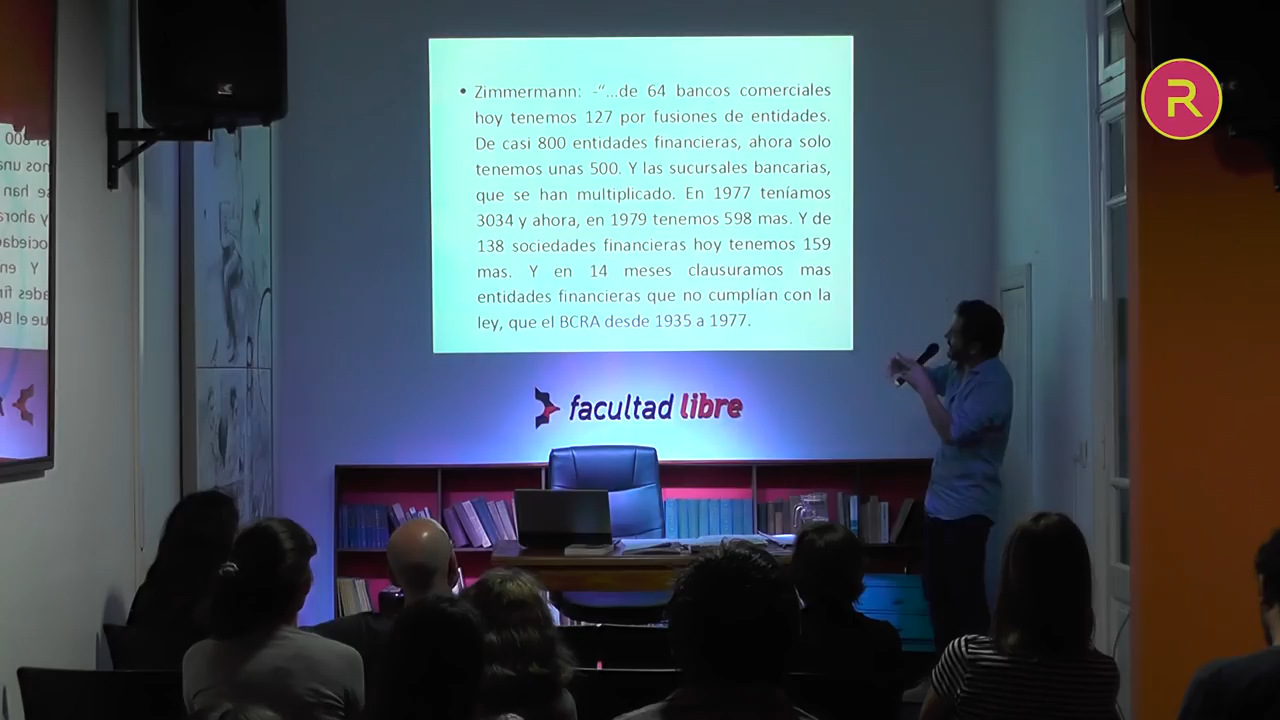 • Zimmermann: -“...de 64 bancos comerciales
hoy tenemos 127 por fusiones de entidades.
De casi 800 entidades financieras, ahora solo
tenemos unas 500. Y las sucursales bancarias,
que se han multiplicado. En 1977 teníamos
3034 y ahora, en 1979 tenemos 598 mas. Y de
138 sociedades financieras hoy tenemos 159
mas. Y en 14 meses clausuramos mas
entidades financieras que no cumplían con la
ley, que el BCRA desde 1935 a 1977.
facultad libre
R